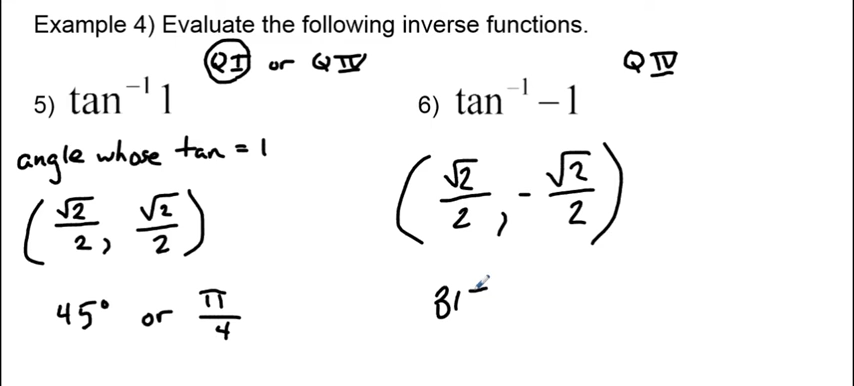 Example 4) Evaluate the following inverse functions.
QI or QIV
QIV
5) tan⁻¹ 1
6) tan⁻¹ −1
angle whose tan = 1
(√2/2, √2/2)
(√2/2, -√2/2)
45° or π/4
31